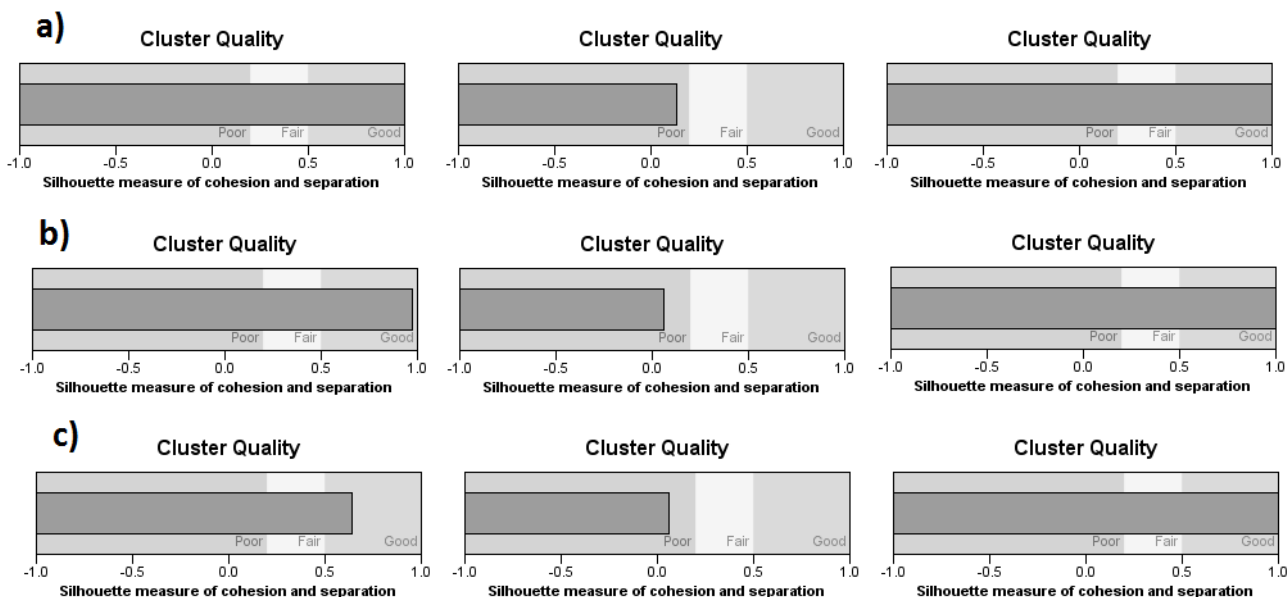 a)
Cluster Quality Cluster Quality Cluster Quality
Poor Fair Good Poor Fair Good Poor Fair Good
-1.0 -0.5 0.0 0.5 1.0 -1.0 -0.5 0.0 0.5 1.0 -1.0 -0.5 0.0 0.5 1.0
Silhouette measure of cohesion and separation Silhouette measure of cohesion and separation Silhouette measure of cohesion and separation
b)
Cluster Quality Cluster Quality Cluster Quality
Poor Fair Good Poor Fair Good Poor Fair Good
-1.0 -0.5 0.0 0.5 1.0 -1.0 -0.5 0.0 0.5 1.0 -1.0 -0.5 0.0 0.5 1.0
Silhouette measure of cohesion and separation Silhouette measure of cohesion and separation Silhouette measure of cohesion and separation
c)
Cluster Quality Cluster Quality Cluster Quality
Poor Fair Good Poor Fair Good Poor Fair Good
-1.0 -0.5 0.0 0.5 1.0 -1.0 -0.5 0.0 0.5 1.0 -1.0 -0.5 0.0 0.5 1.0
Silhouette measure of cohesion and separation Silhouette measure of cohesion and separation Silhouette measure of cohesion and separation